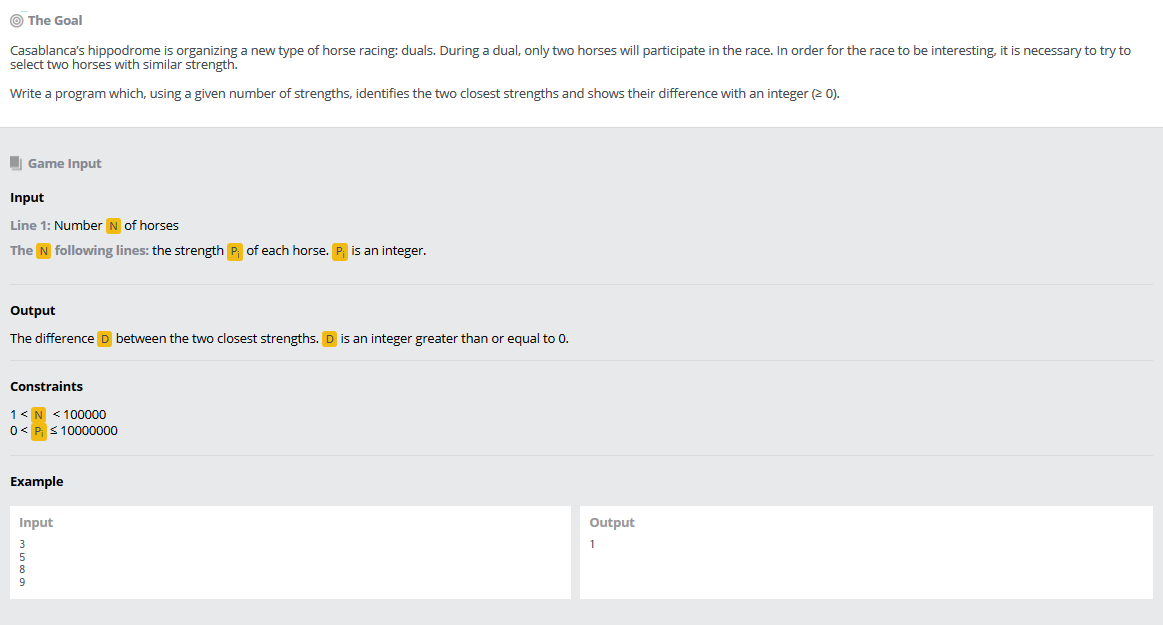 The Goal
Casablanca's hippodrome is organizing a new type of horse racing: duals. During a dual, only two horses will participate in the race. In order for the race to be interesting, it is necessary to try to
select two horses with similar strength.
Write a program which, using a given number of strengths, identifies the two closest strengths and shows their difference with an integer (≥ 0).
Game Input
Input
Line 1: Number N of horses
The N following lines: the strength Pi of each horse. Pi is an integer.
Output
The difference D between the two closest strengths. D is an integer greater than or equal to 0.
Constraints
1 < N < 100000
0 < Pi ≤ 10000000
Example
Input
3
5
8
9
Output
1